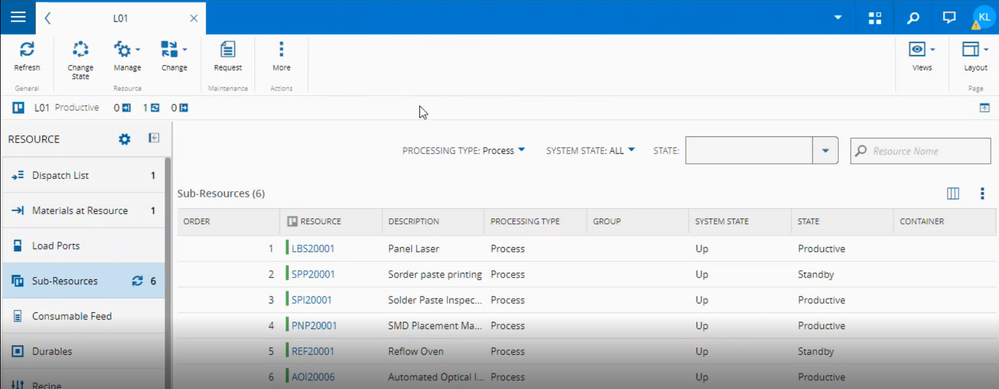 L01
KL
Refresh
Change State
Manage
Change
Request
More
Views
Layout
General
Resource
Maintenance
Actions
Page
L01 Productive 0 1 0
RESOURCE
PROCESSING TYPE: Process
SYSTEM STATE: ALL
STATE:
Resource Name
Dispatch List 1
Materials at Resource 1
Load Ports
Sub-Resources 6
Consumable Feed
Durables
Recipe
Sub-Resources (6)
ORDER RESOURCE DESCRIPTION PROCESSING TYPE GROUP SYSTEM STATE STATE CONTAINER
1 LBS20001 Panel Laser Process Up Productive
2 SPP20001 Sorder paste printing Process Up Standby
3 SPI20001 Solder Paste Inspec... Process Up Productive
4 PNP20001 SMD Placement Ma... Process Up Productive
5 REF20001 Reflow Oven Process Up Standby
6 AOI20006 Automated Optical I... Process Up Productive